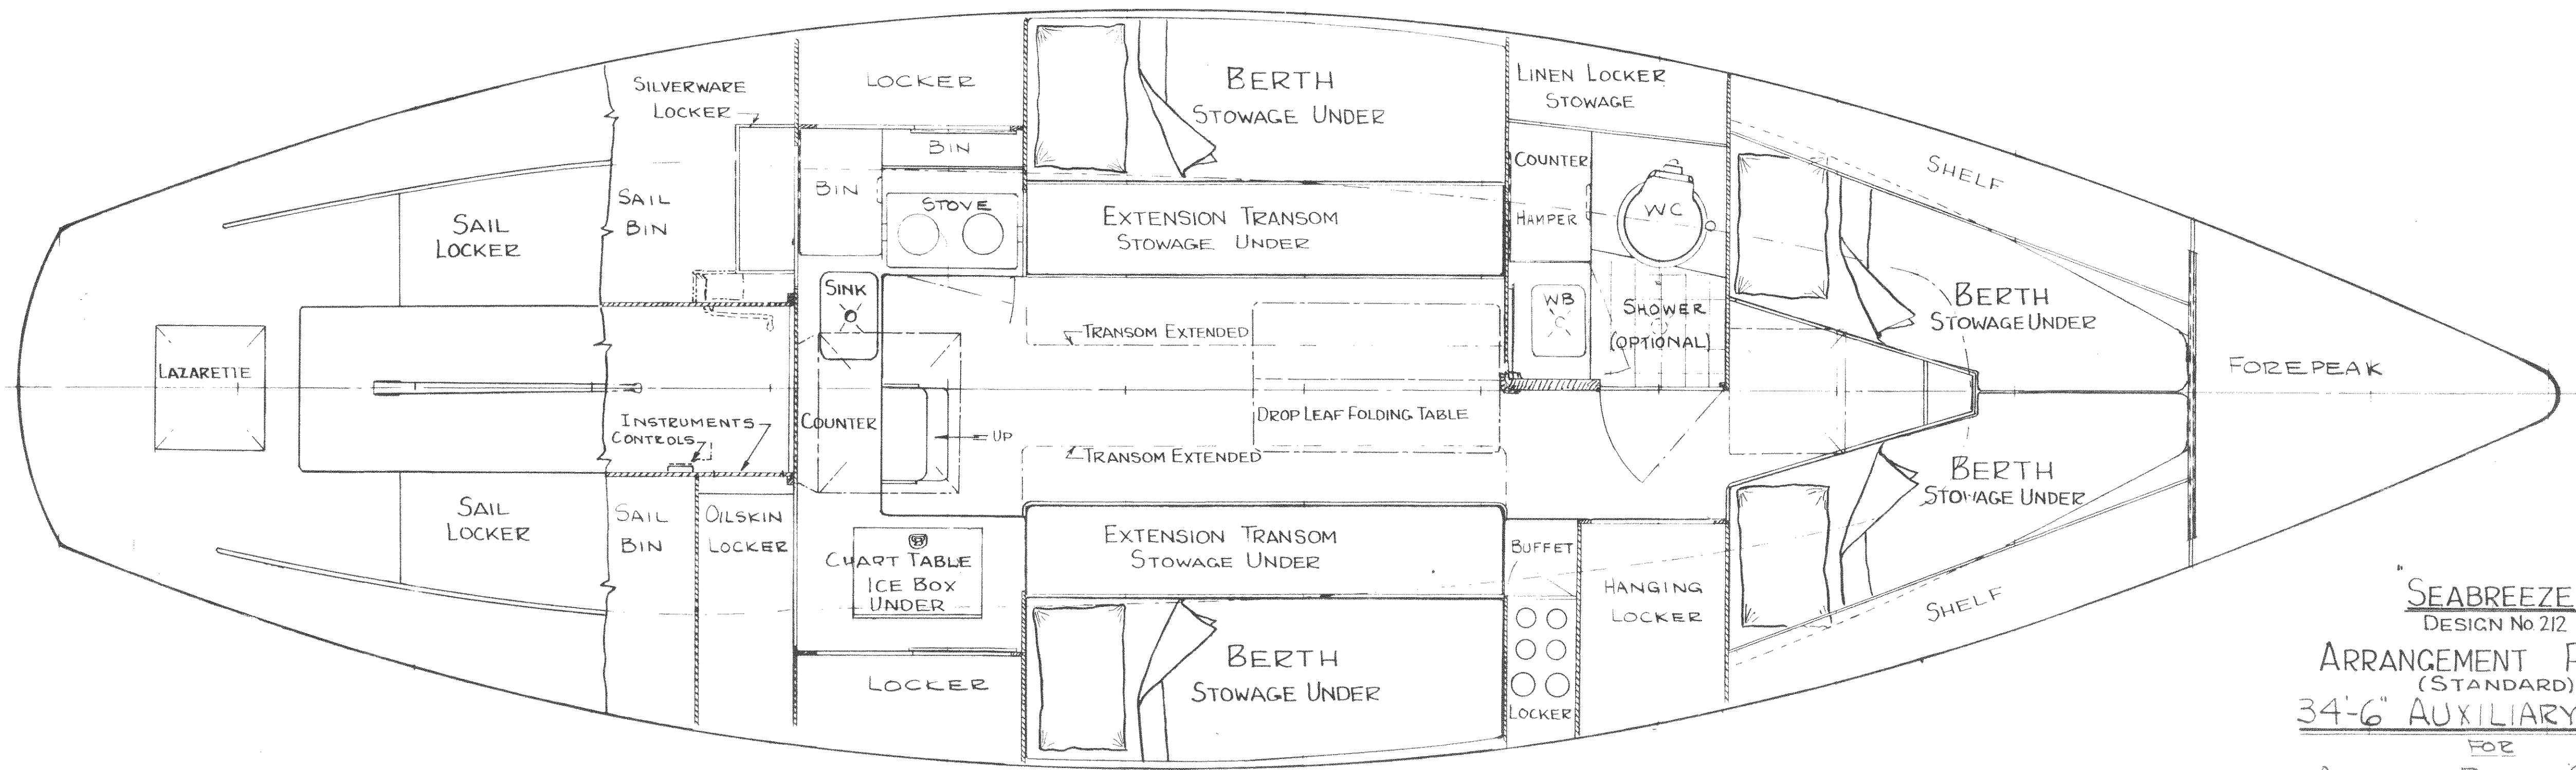 SILVERWARE
LOCKER
LOCKER
BIN
BIN
STOVE
BERTH
STOWAGE UNDER
LINEN LOCKER
STOWAGE
COUNTER
HAMPER
WC
SHELF
SAIL
LOCKER
SAIL
BIN
EXTENSION TRANSOM
STOWAGE UNDER
SINK
WB
SHOWER
(OPTIONAL)
BERTH
STOWAGE UNDER
TRANSOM EXTENDED
LAZARETTE
FOREPEAK
INSTRUMENTS
CONTROLS
COUNTER
UP
DROP LEAF FOLDING TABLE
TRANSOM EXTENDED
BERTH
STOWAGE UNDER
SAIL
LOCKER
SAIL
BIN
OILSKIN
LOCKER
CHART TABLE
ICE BOX
UNDER
EXTENSION TRANSOM
STOWAGE UNDER
BUFFET
HANGING
LOCKER
SHELF
LOCKER
BERTH
STOWAGE UNDER
LOCKER
"SEABREEZE
DESIGN No. 212
ARRANGEMENT
(STANDARD)
34'-6" AUXILIARY
FOR